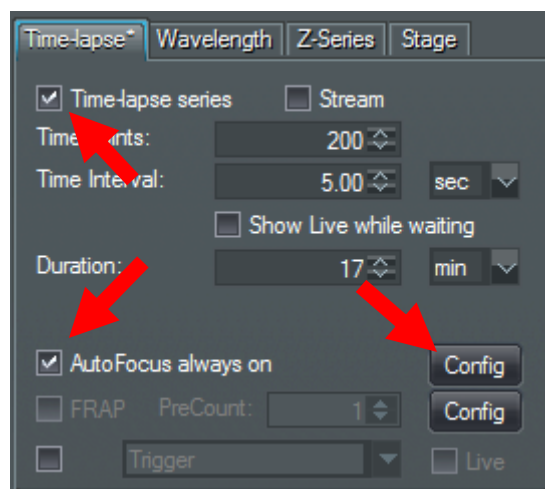 Time-lapse* Wavelength Z-Series Stage
Time-lapse series Stream
Time Points: 200
Time Interval: 5.00 sec
Show Live while waiting
Duration: 17 min
AutoFocus always on Config
FRAP PreCount: 1 Config
Trigger Live